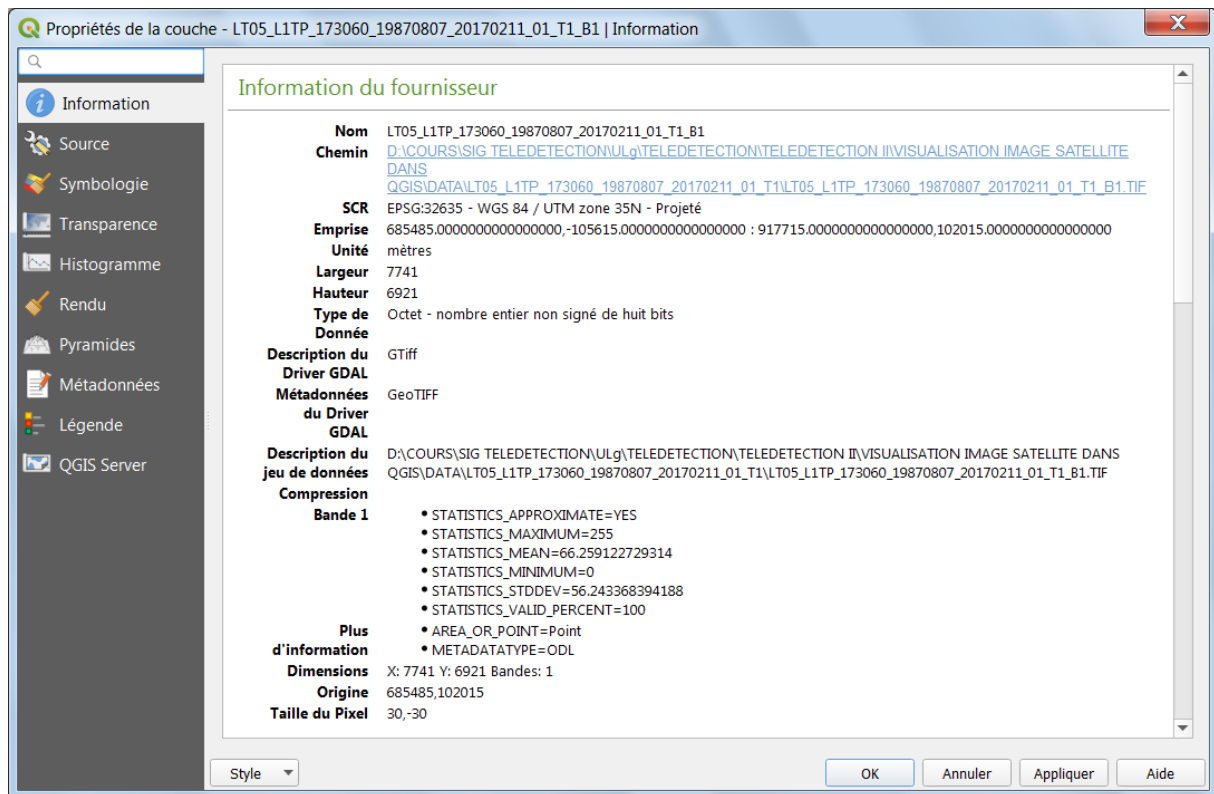 Propriétés de la couche - LT05_L1TP_173060_19870807_20170211_01_T1_B1 | Information
Information
Source
Symbologie
Transparence
Histogramme
Rendu
Pyramides
Métadonnées
Légende
QGIS Server
Information du fournisseur
Nom LT05_L1TP_173060_19870807_20170211_01_T1_B1
Chemin D:\COURS\SIG TELEDETECTION\ULg\TELEDETECTION\TELEDETECTION II\VISUALISATION IMAGE SATELLITE
DANS
QGIS\DATA\LT05_L1TP_173060_19870807_20170211_01_T1\LT05_L1TP_173060_19870807_20170211_01_T1_B1.TIF
SCR EPSG:32635 - WGS 84 / UTM zone 35N - Projeté
Emprise 685485.0000000000000000,-105615.0000000000000000 : 917715.0000000000000000,102015.0000000000000000
Unité mètres
Largeur 7741
Hauteur 6921
Type de Octet - nombre entier non signé de huit bits
Donnée
Description du GTiff
Driver GDAL
Métadonnées GeoTIFF
du Driver
GDAL
Description du D:\COURS\SIG TELEDETECTION\ULg\TELEDETECTION\TELEDETECTION II\VISUALISATION IMAGE SATELLITE DANS
jeu de données QGIS\DATA\LT05_L1TP_173060_19870807_20170211_01_T1\LT05_L1TP_173060_19870807_20170211_01_T1_B1.TIF
Compression
Bande 1 • STATISTICS_APPROXIMATE=YES
• STATISTICS_MAXIMUM=255
• STATISTICS_MEAN=66.259122729314
• STATISTICS_MINIMUM=0
• STATISTICS_STDDEV=56.243368394188
• STATISTICS_VALID_PERCENT=100
Plus • AREA_OR_POINT=Point
d'information • METADATATYPE=ODL
Dimensions X: 7741 Y: 6921 Bandes: 1
Origine 685485,102015
Taille du Pixel 30,-30
Style OK Annuler Appliquer Aide